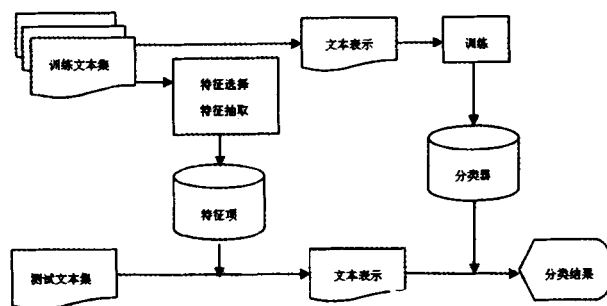 训练文本集
文本表示
训练
特征选择
特征抽取
特征项
分类器
测试文本集
文本表示
分类结果